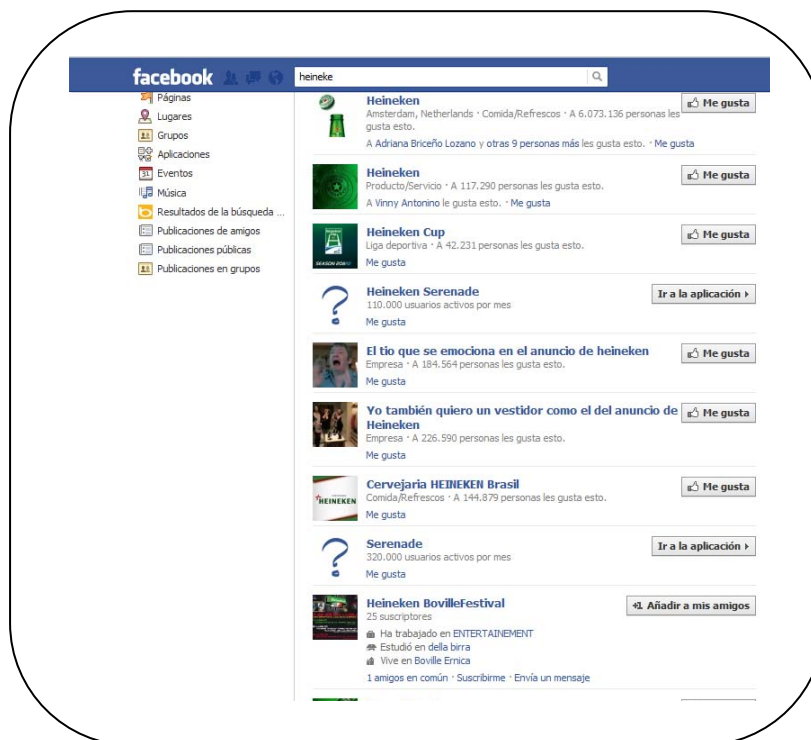 facebook
heineke
Páginas
Lugares
Grupos
Aplicaciones
31 Eventos
Música
Resultados de la búsqueda ...
Publicaciones de amigos
Publicaciones públicas
Publicaciones en grupos
Heineken
Me gusta
Amsterdam, Netherlands · Comida/Refrescos · A 6.073.136 personas les
gusta esto.
A Adriana Briceño Lozano y otras 9 personas más les gusta esto. · Me gusta
Heineken
Me gusta
Producto/Servicio · A 117.290 personas les gusta esto.
A Vinny Antonino le gusta esto. · Me gusta
Heineken Cup
Me gusta
Liga deportiva · A 42.231 personas les gusta esto.
Me gusta
Heineken Serenade
Ir a la aplicación
110.000 usuarios activos por mes
Me gusta
El tio que se emociona en el anuncio de heineken
Me gusta
Empresa · A 184.564 personas les gusta esto.
Me gusta
Yo también quiero un vestidor como el del anuncio de
Heineken
Me gusta
Empresa · A 226.590 personas les gusta esto.
Me gusta
HEINEKEN
Cervejaria HEINEKEN Brasil
Me gusta
Comida/Refrescos · A 144.879 personas les gusta esto.
Me gusta
Serenade
Ir a la aplicación
320.000 usuarios activos por mes
Me gusta
Heineken BovilleFestival
+1 Añadir a mis amigos
25 suscriptores
Ha trabajado en ENTERTAINEMENT
Estudió en della birra
Vive en Boville Ernica
1 amigos en común · Suscribirme · Envía un mensaje